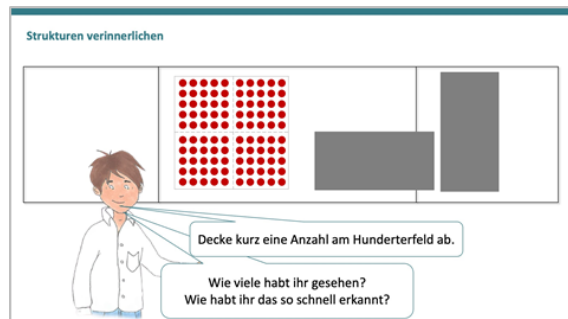 Strukturen verinnerlichen
Decke kurz eine Anzahl am Hunderterfeld ab.
Wie viele habt ihr gesehen?
Wie habt ihr das so schnell erkannt?